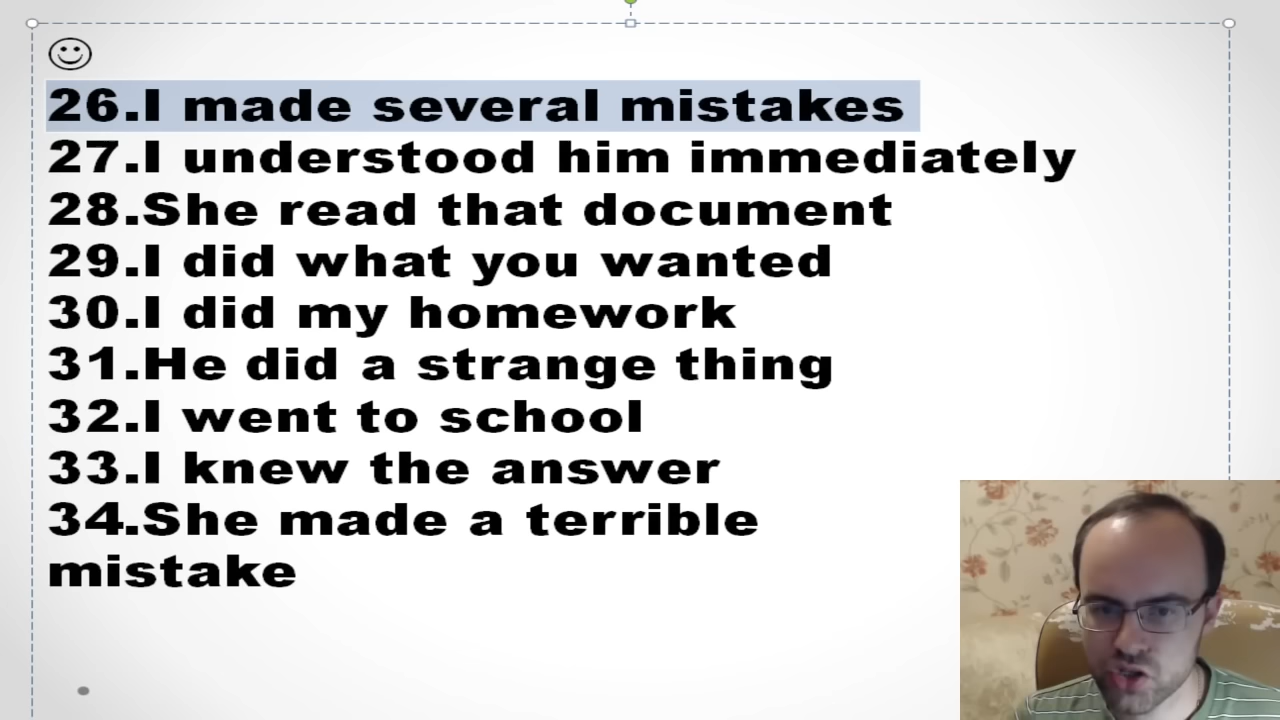 26.I made several mistakes
27.I understood him immediately
28.She read that document
29.I did what you wanted
30.I did my homework
31.He did a strange thing
32.I went to school
33.I knew the answer
34.She made a terrible
mistake